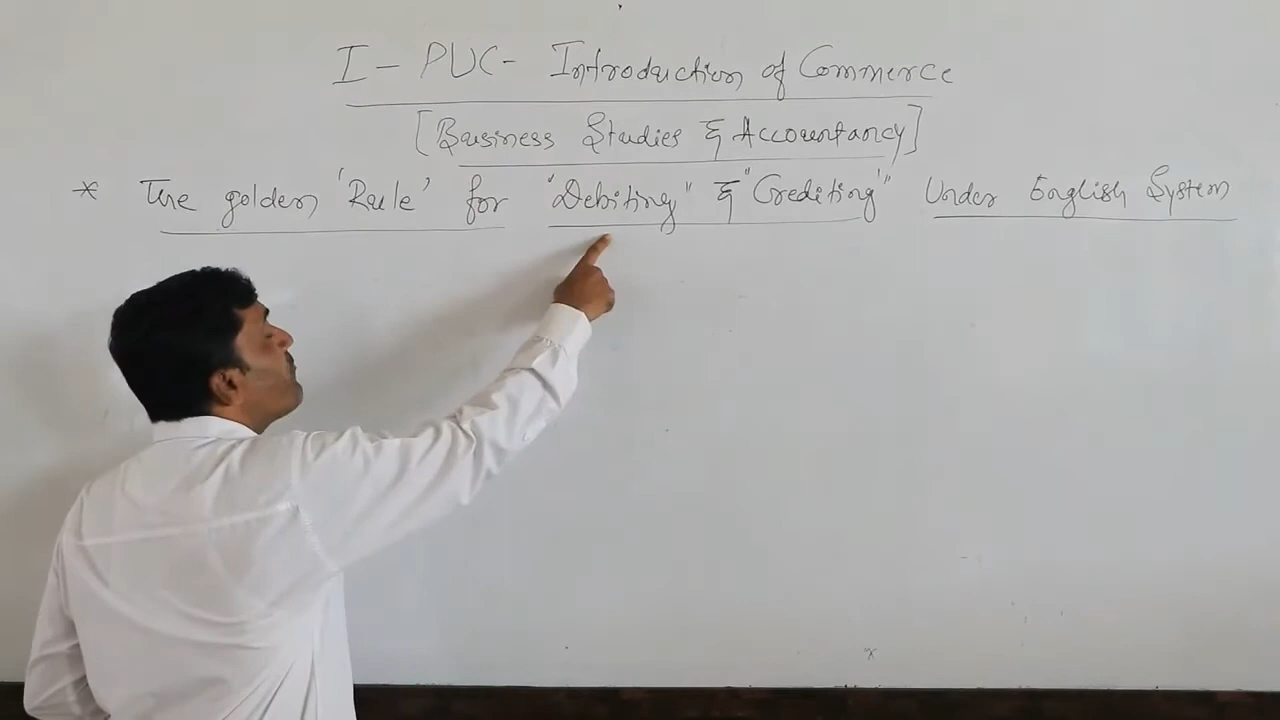 I - PUC - Introduction of Commerce
[Business Studies & Accountancy]
* The golden 'Rule' for "Debiting" & "Crediting" Under English System